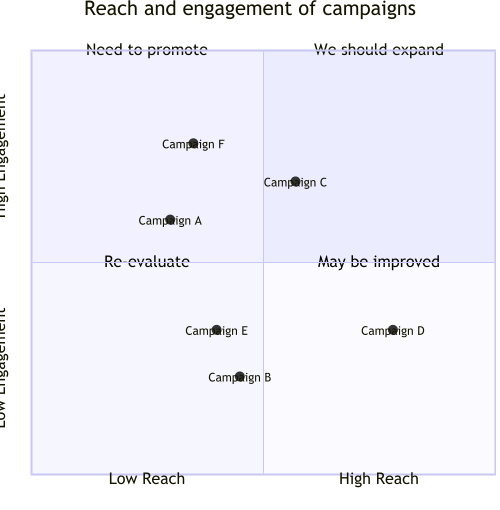 Reach and engagement of campaigns
Need to promote
We should expand
High Engagement
Campaign F
Campaign C
Campaign A
Re-evaluate
May be improved
Low Engagement
Campaign E
Campaign D
Campaign B
Low Reach
High Reach